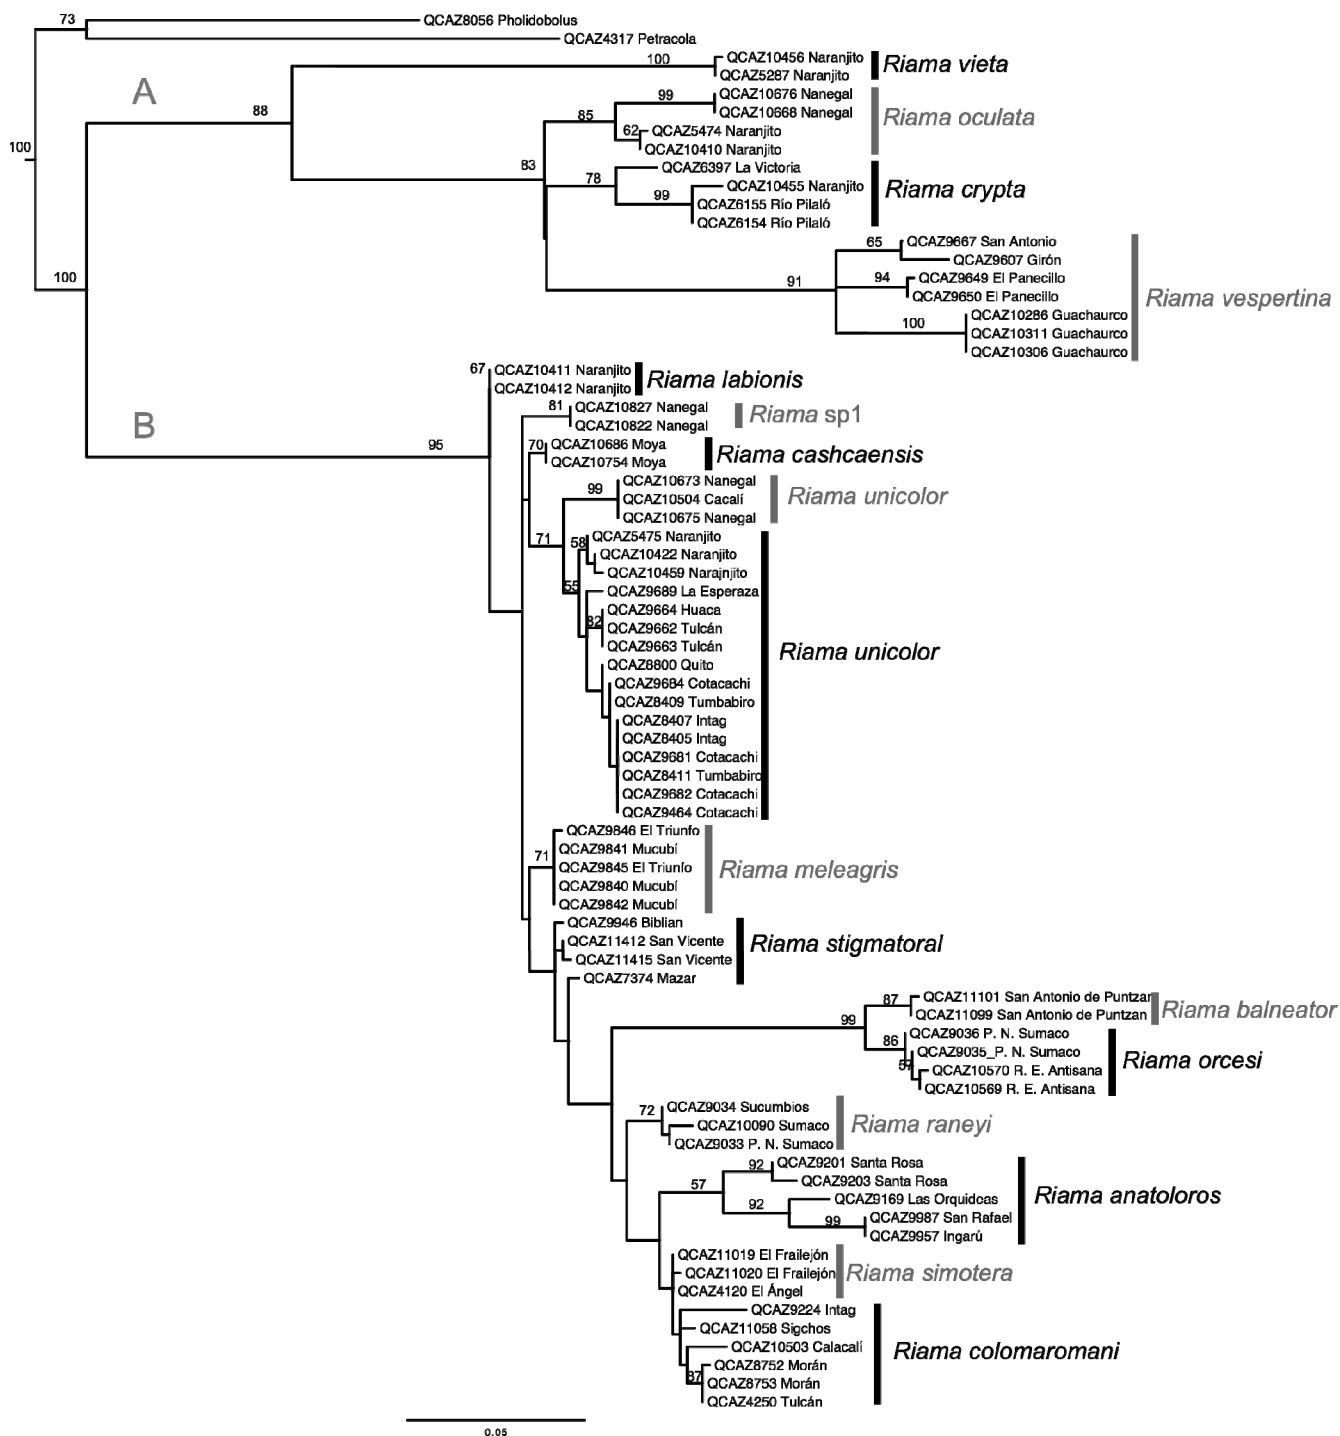 73
QCAZ8056 Pholidobolus
QCAZ4317 Petracola
100
QCAZ10456 Naranjito
QCAZ5287 Naranjito
Riama vieta
A
88
99
QCAZ10676 Nanegal
QCAZ10668 Nanegal
85
62
QCAZ5474 Naranjito
QCAZ10410 Naranjito
Riama oculata
100
83
QCAZ6397 La Victoria
78
QCAZ10455 Naranjito
99
QCAZ6155 Río Pilaló
QCAZ6154 Río Pilaló
Riama crypta
65
QCAZ9667 San Antonio
QCAZ9607 Girón
100
91
94
QCAZ9649 El Panecillo
QCAZ9650 El Panecillo
Riama vespertina
QCAZ10286 Guachaurco
100
QCAZ10311 Guachaurco
QCAZ10306 Guachaurco
67
QCAZ10411 Naranjito
QCAZ10412 Naranjito
Riama labionis
B
81
QCAZ10827 Nanegal
QCAZ10822 Nanegal
Riama sp1
95
70
QCAZ10686 Moya
QCAZ10754 Moya
Riama cashcaensis
QCAZ10673 Nanegal
99
QCAZ10504 Cacalí
QCAZ10675 Nanegal
Riama unicolor
71
58
QCAZ5475 Naranjito
QCAZ10422 Naranjito
QCAZ10459 Narajnjito
55
QCAZ9689 La Esperaza
QCAZ9664 Huaca
82
QCAZ9662 Tulcán
QCAZ9663 Tulcán
Riama unicolor
QCAZ8800 Quito
QCAZ9684 Cotacachi
QCAZ8409 Tumbabiro
QCAZ8407 Intag
QCAZ8405 Intag
QCAZ9681 Cotacachi
QCAZ8411 Tumbabiro
QCAZ9682 Cotacachi
QCAZ9464 Cotacachi
QCAZ9846 El Triunfo
QCAZ9841 Mucubí
71
QCAZ9845 El Triunfo
QCAZ9840 Mucubí
QCAZ9842 Mucubí
Riama meleagris
QCAZ9946 Biblian
QCAZ11412 San Vicente
QCAZ11415 San Vicente
QCAZ7374 Mazar
Riama stigmatoral
87
QCAZ11101 San Antonio de Puntzan
QCAZ11099 San Antonio de Puntzan
Riama balneator
99
86
QCAZ9036 P. N. Sumaco
57
QCAZ9035_P. N. Sumaco
QCAZ10570 R. E. Antisana
QCAZ10569 R. E. Antisana
Riama orcesi
72
QCAZ9034 Sucumbios
QCAZ10090 Sumaco
QCAZ9033 P. N. Sumaco
Riama raneyi
92
QCAZ9201 Santa Rosa
QCAZ9203 Santa Rosa
57
92
QCAZ9169 Las Orquideas
99
QCAZ9987 San Rafael
QCAZ9957 Ingarú
Riama anatoloros
QCAZ11019 El Frailejón
QCAZ11020 El Frailejón
QCAZ4120 El Ángel
Riama simotera
QCAZ9224 Intag
QCAZ11058 Sigchos
QCAZ10503 Calacalí
QCAZ8752 Morán
87
QCAZ8753 Morán
QCAZ4250 Tulcán
Riama colomaromani
0.05